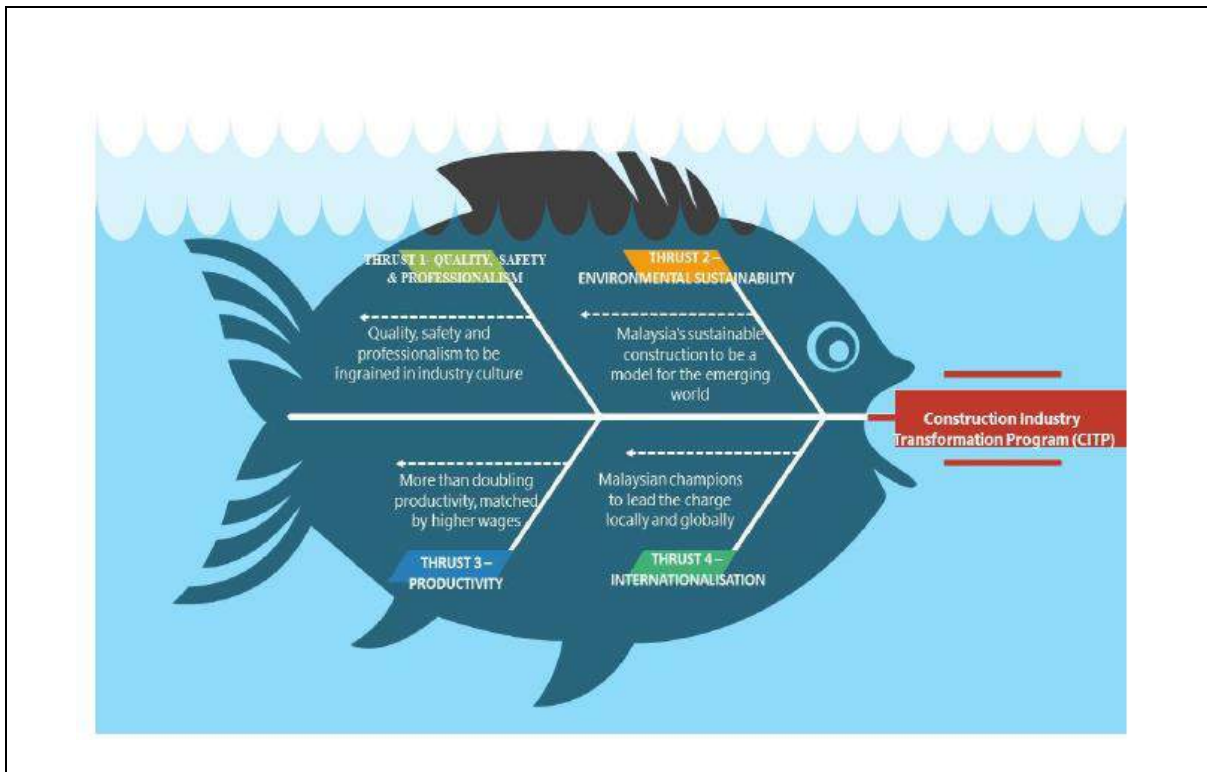 THRUST 1- QUALITY, SAFETY
& PROFESSIONALISM
Quality, safety and
professionalism to be
ingrained in industry culture
THRUST 2 –
ENVIRONMENTAL SUSTAINABILITY
Malaysia's sustainable
construction to be a
model for the emerging
world
Construction Industry
Transformation Program (CITP)
More than doubling
productivity, matched
by higher wages
THRUST 3 –
PRODUCTIVITY
Malaysian champions
to lead the charge
locally and globally
THRUST 4 –
INTERNATIONALISATION